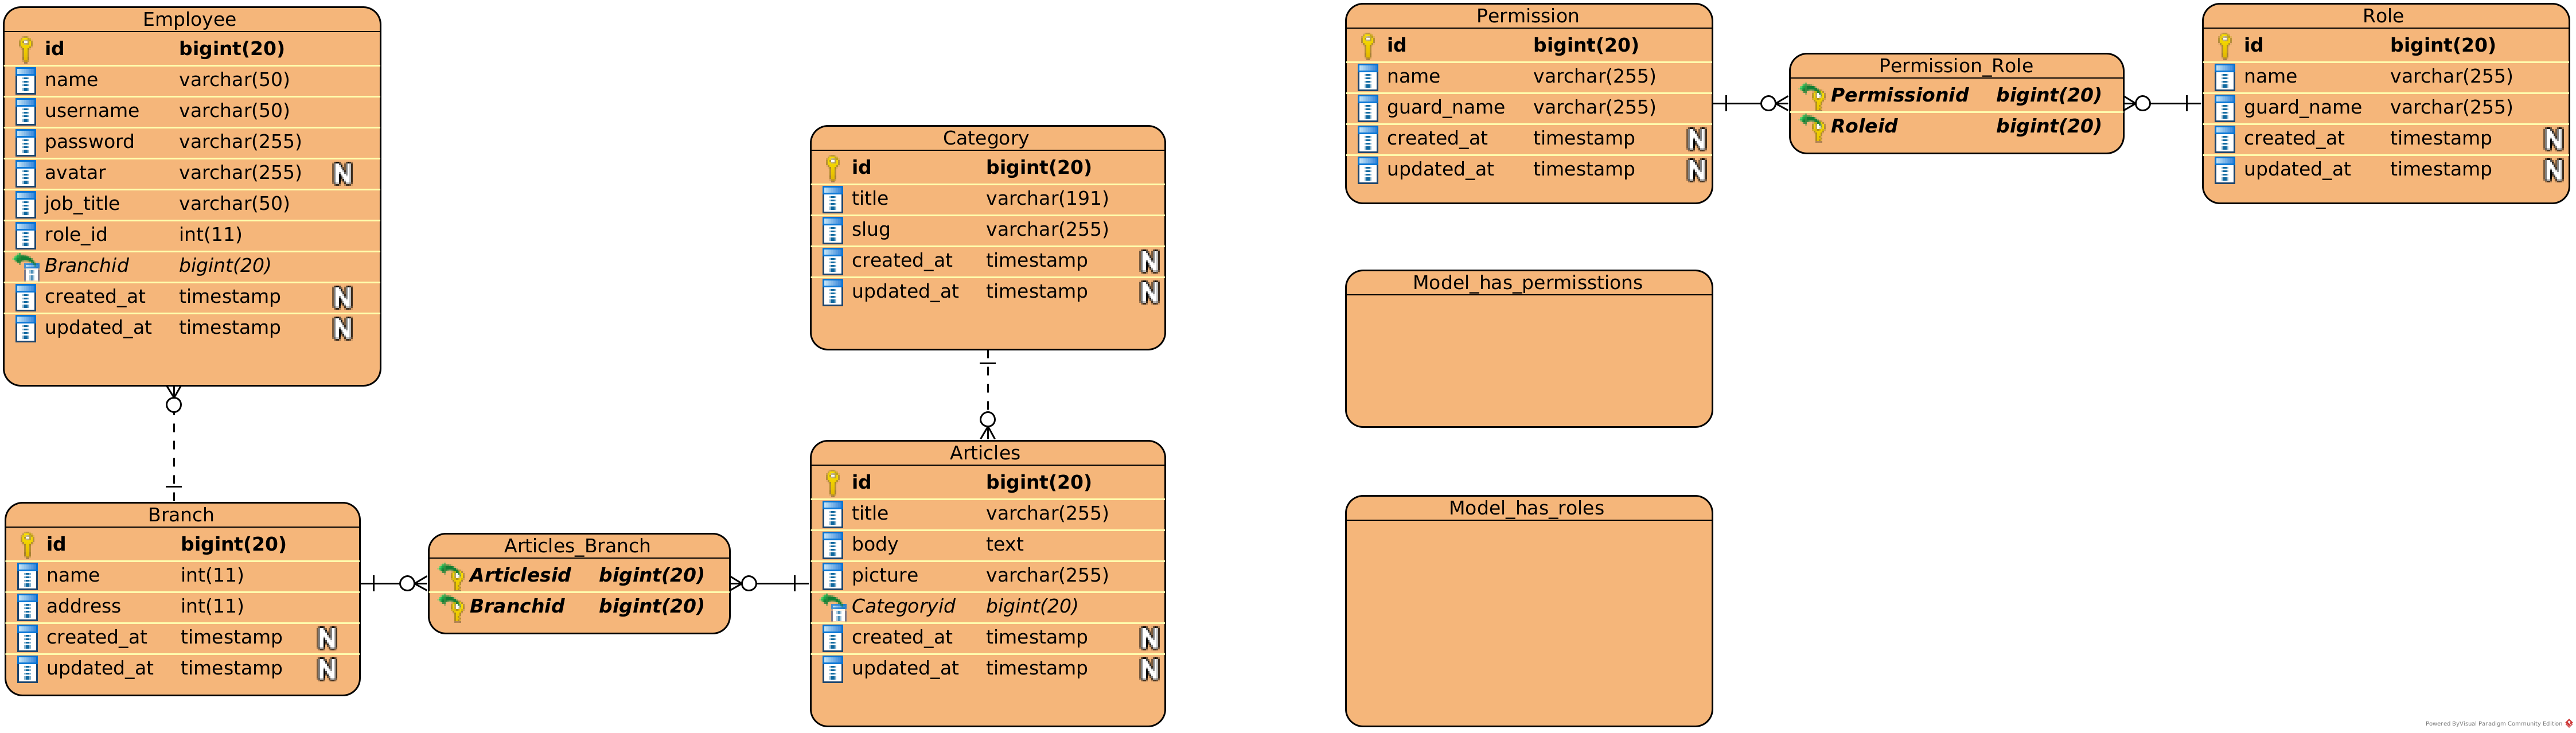 Employee
id bigint(20)
name varchar(50)
username varchar(50)
password varchar(255)
avatar varchar(255) N
job_title varchar(50)
role_id int(11)
Branchid bigint(20)
created_at timestamp N
updated_at timestamp N
Branch
id bigint(20)
name int(11)
address int(11)
created_at timestamp N
updated_at timestamp N
Articles_Branch
Articlesid bigint(20)
Branchid bigint(20)
Category
id bigint(20)
title varchar(191)
slug varchar(255)
created_at timestamp N
updated_at timestamp N
Articles
id bigint(20)
title varchar(255)
body text
picture varchar(255)
Categoryid bigint(20)
created_at timestamp N
updated_at timestamp N
Permission
id bigint(20)
name varchar(255)
guard_name varchar(255)
created_at timestamp N
updated_at timestamp N
Permission_Role
Permissionid bigint(20)
Roleid bigint(20)
Role
id bigint(20)
name varchar(255)
guard_name varchar(255)
created_at timestamp N
updated_at timestamp N
Model_has_permisstions
Model_has_roles
Powered ByVisual Paradigm Community Edition